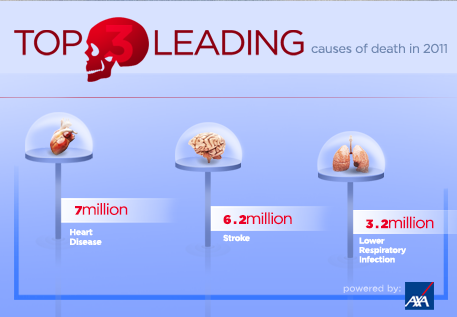 TOP 3 LEADING causes of death in 2011
7million
Heart
Disease
6.2million
Stroke
3.2million
Lower
Respiratory
Infection
powered by: AXA